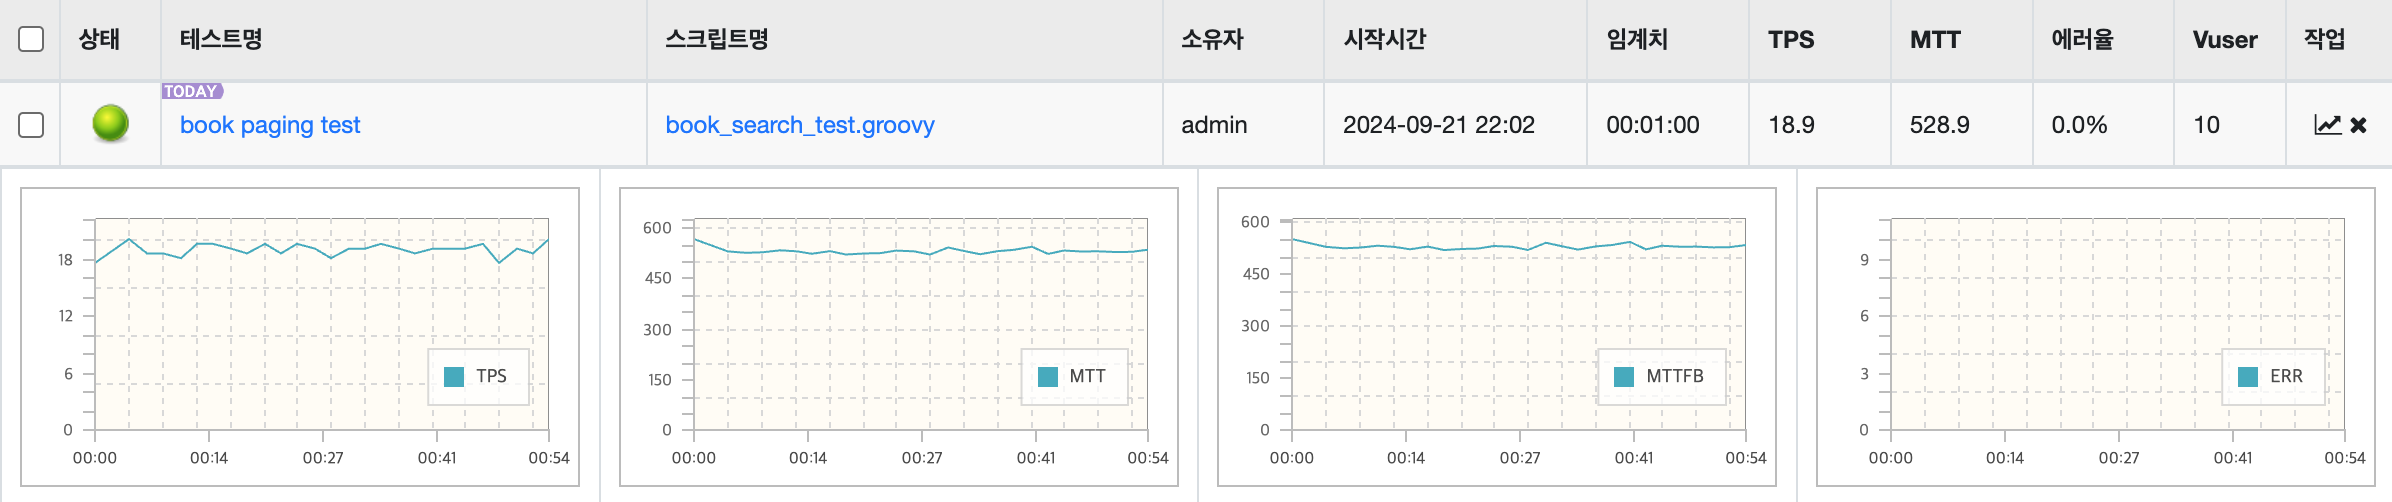 상태 테스트명 스크립트명 소유자 시작시간 임계치 TPS MTT 에러율 Vuser 작업
TODAY
book paging test book_search_test.groovy admin 2024-09-21 22:02 00:01:00 18.9 528.9 0.0% 10
18
12
6
0
00:00 00:14 00:27 00:41 00:54
TPS
600
450
300
150
0
00:00 00:14 00:27 00:41 00:54
MTT
600
450
300
150
0
00:00 00:14 00:27 00:41 00:54
MTTFB
9
6
3
0
00:00 00:14 00:27 00:41 00:54
ERR